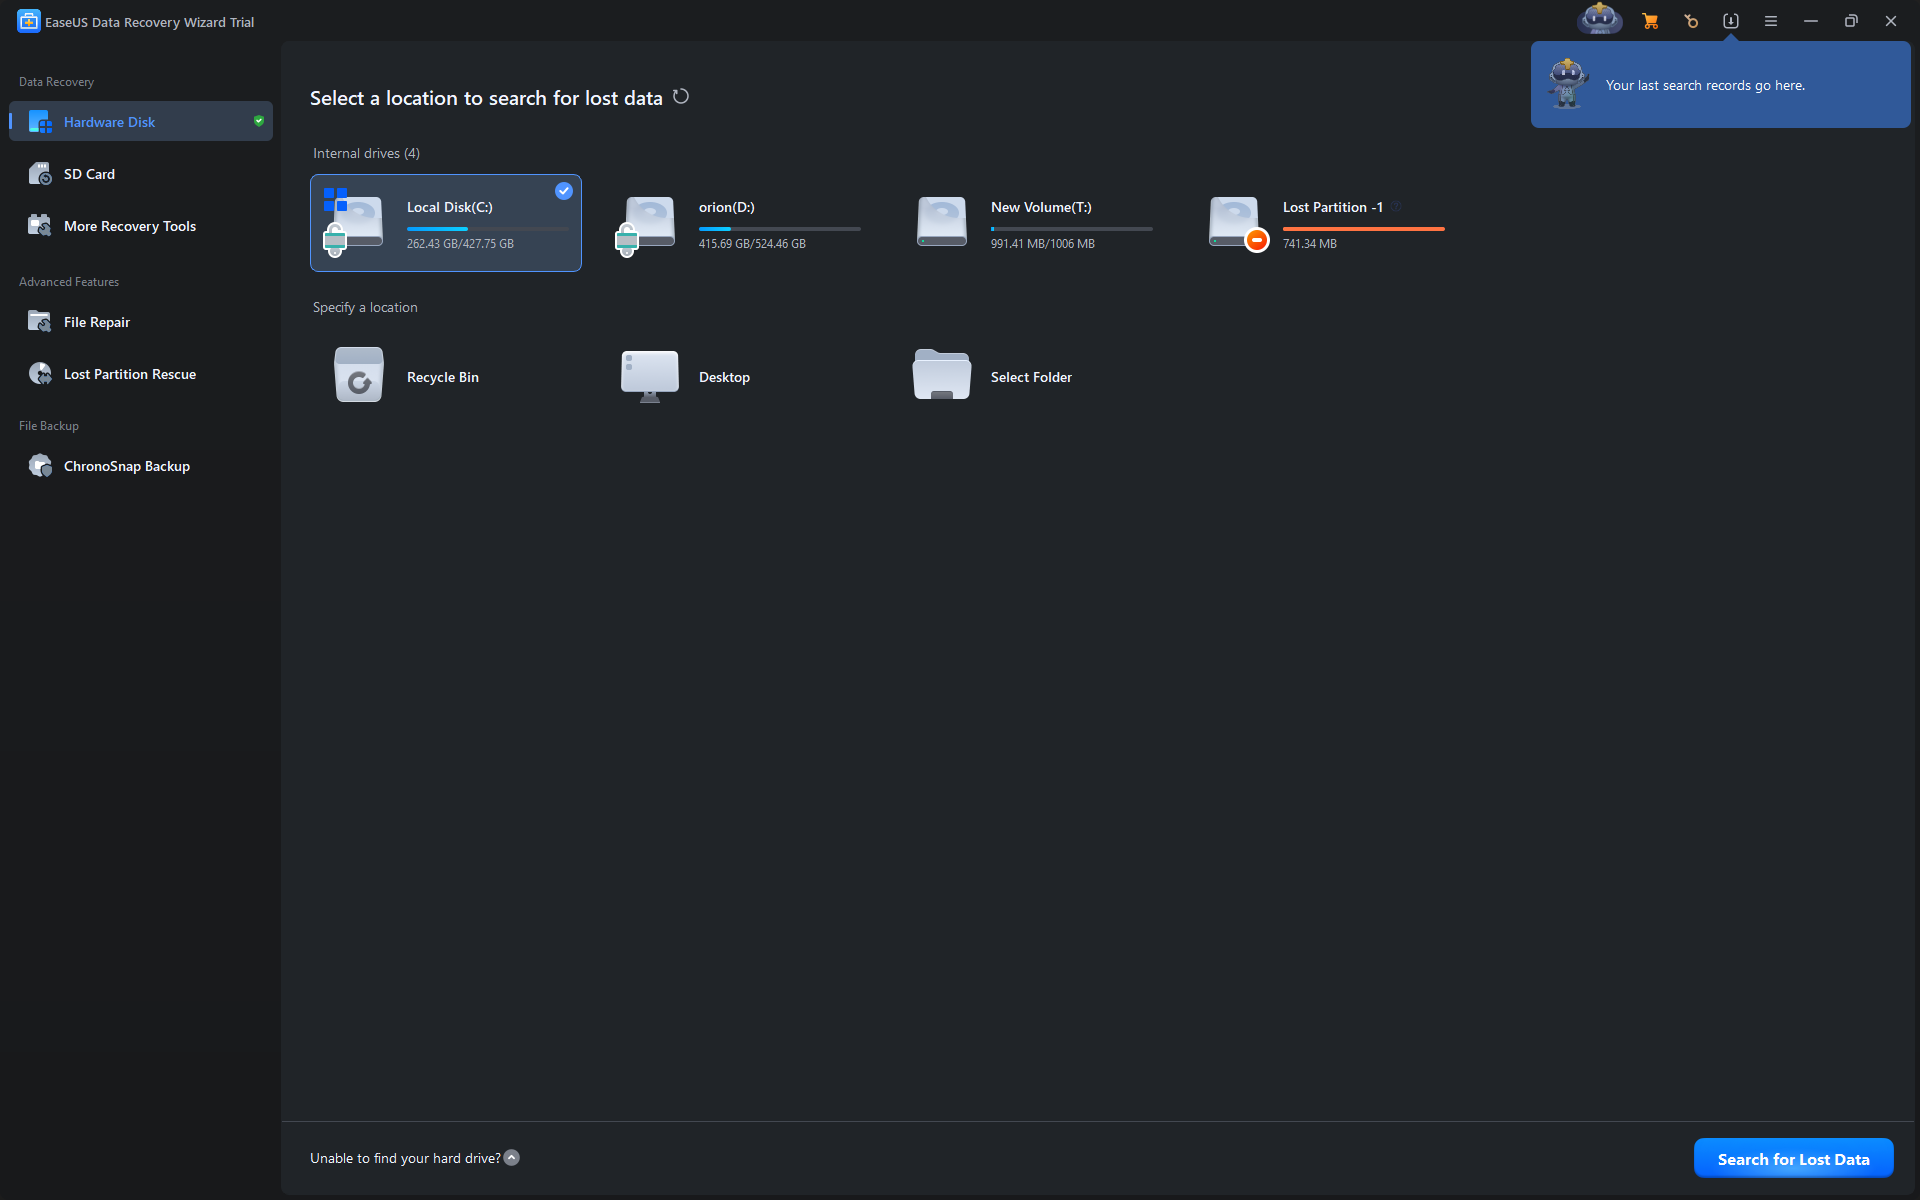 EaseUS Data Recovery Wizard Trial
Your last search records go here.
Data Recovery
Hardware Disk
SD Card
More Recovery Tools
Advanced Features
File Repair
Lost Partition Rescue
File Backup
ChronoSnap Backup
Select a location to search for lost data
Internal drives (4)
Local Disk(C:)
262.43 GB/427.75 GB
orion(D:)
415.69 GB/524.46 GB
New Volume(T:)
991.41 MB/1006 MB
Lost Partition -1
741.34 MB
Specify a location
Recycle Bin
Desktop
Select Folder
Unable to find your hard drive?
Search for Lost Data